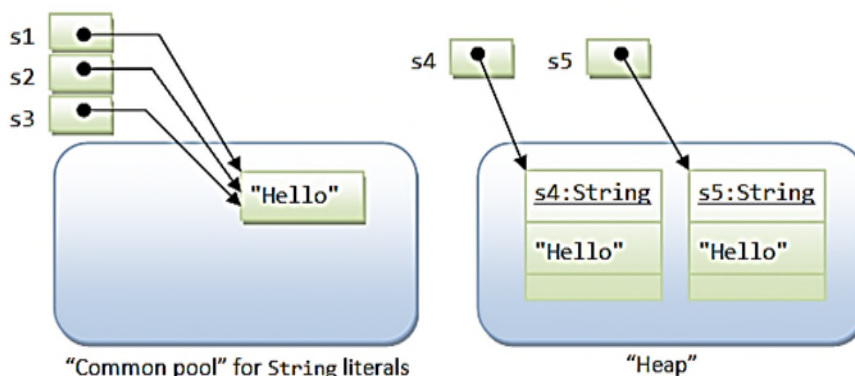 s1
s2
s3
"Hello"
“Common pool” for String literals
s4
s5
s4:String
"Hello"
s5:String
"Hello"
“Heap”